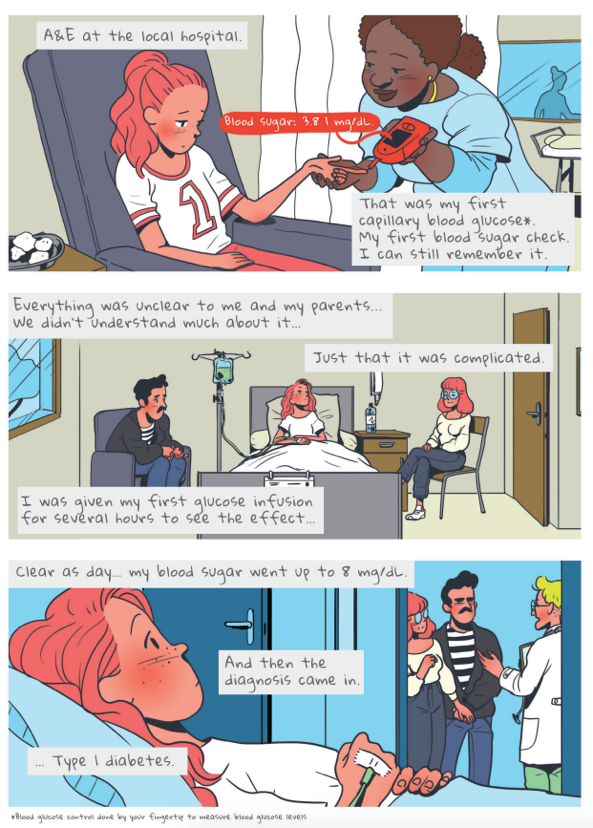 A&E at the local hospital.
Blood sugar: 3.8 1 mg/dL.
1
That was my first
capillary blood glucose*.
My first blood sugar check.
I can still remember it.
Everything was unclear to me and my parents...
We didn't understand much about it...
Just that it was complicated.
I was given my first glucose infusion
for several hours to see the effect...
Clear as day... my blood sugar went up to 8 mg/dL.
And then the
diagnosis came in.
... Type 1 diabetes.
*Blood glucose control done by your fingertip to measure blood glucose levels